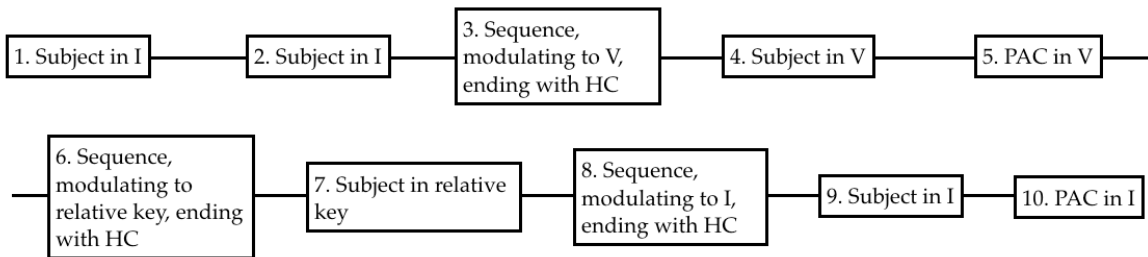 1. Subject in I
2. Subject in I
3. Sequence,
modulating to V,
ending with HC
4. Subject in V
5. PAC in V
6. Sequence,
modulating to
relative key, ending
with HC
7. Subject in relative
key
8. Sequence,
modulating to I,
ending with HC
9. Subject in I
10. PAC in I